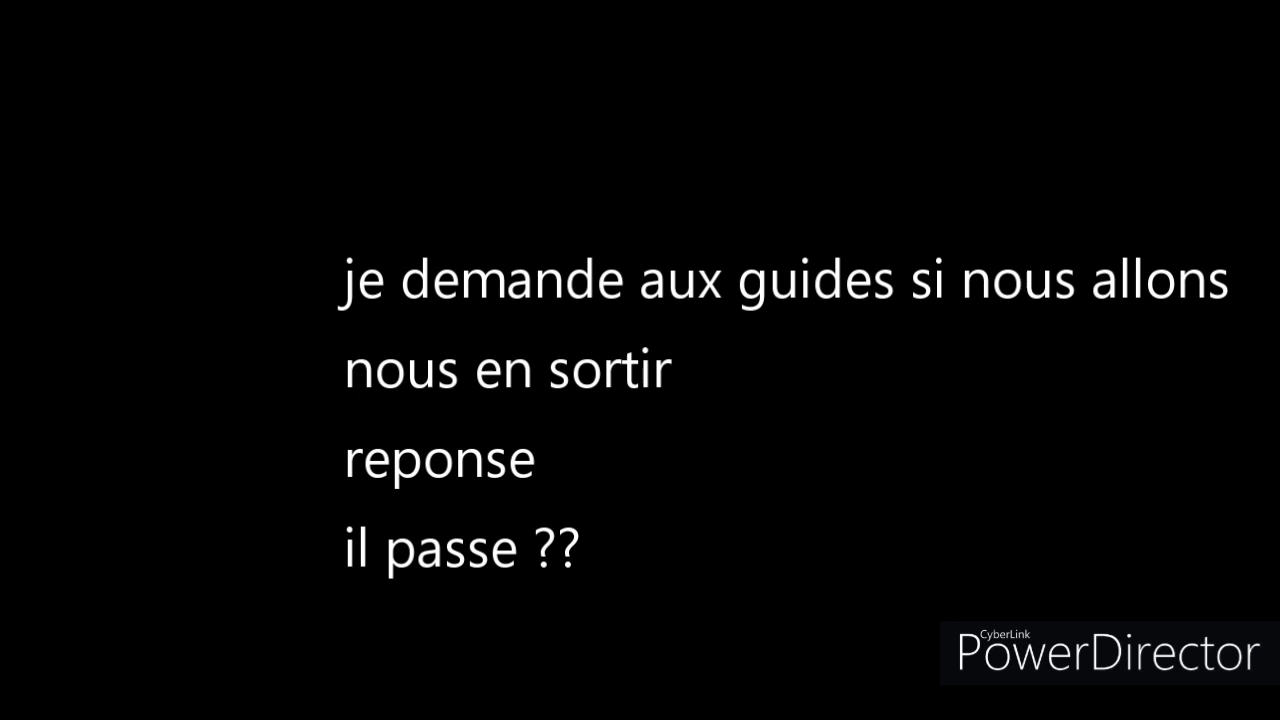 je demande aux guides si nous allons
nous en sortir
reponse
il passe ??
CyberLink
PowerDirector